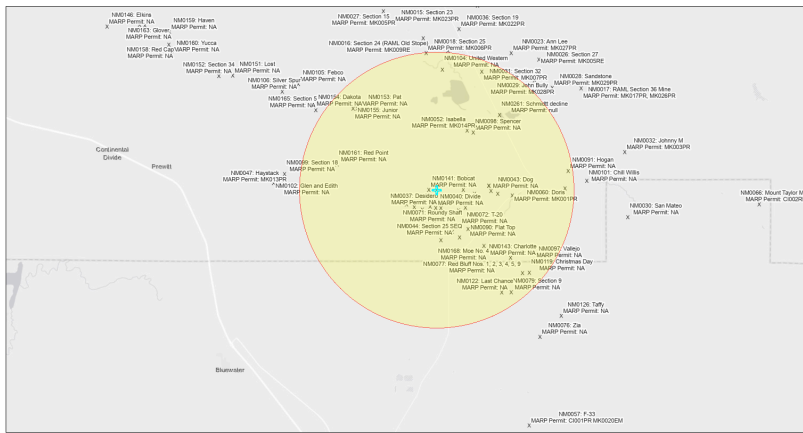 NM0146: Elkins
MARP Permit: NA
NM0159: Haven
MARP Permit: NA
NM0163: Glover
NM0160: Yucca
MARP Permit: NA
NM0158: Red Cap
MARP Permit: NA
NM0152: Section 34
MARP Permit: NA
NM0151: Lost
MARP Permit: NA
NM0106: Silver Spur
MARP Permit: NA
NM0165: Section 5
MARP Permit: NA
NM0015: Section 23
MARP Permit: MK023PR
NM0027: Section 15
MARP Permit: MK005PR
NM0036: Section 19
MARP Permit: MK022PR
NM0016: Section 24 (RAML Old Stope)
MARP Permit: MK009RE
NM0018: Section 25
MARP Permit: MK006PR
NM0023: Ann Lee
MARP Permit: MK027PR
NM0026: Section 27
MARP Permit: MK005RE
NM0104: United Western
MARP Permit: NA
NM0031: Section 32
MARP Permit: MK007PR
NM0029: John Bully
MARP Permit: MK028PR
NM0028: Sandstone
MARP Permit: MK029PR
NM0017: RAML Section 36 Mine
MARP Permit: MK017PR, MK026PR
NM0105: Febco
MARP Permit: NA
NM0154: Dakota
MARP Permit: NA
NM0153: Pat
MARP Permit: NA
NM0155: Junior
MARP Permit: NA
NM0261: Schmidt decline
MARP Permit: null
NM0052: Isabella
MARP Permit: MK014PR
NM0098: Spencer
MARP Permit: NA
NM0032: Johnny M
MARP Permit: MK003PR
Continental
Divide
Prewitt
NM0161: Red Point
MARP Permit: NA
NM0099: Section 18
MARP Permit: NA
NM0047: Haystack
MARP Permit: MK013PR
NM0102: Glen and Edith
MARP Permit: NA
NM0091: Hogan
MARP Permit: NA
NM0101: Chill Willis
MARP Permit: NA
NM0141: Bobcat
MARP Permit: NA
NM0043: Dog
MARP Permit: NA
NM0037: Desiderio
MARP Permit: NA
NM0040: Divide
MARP Permit: NA
NM0060: Doris
MARP Permit: MK001PR
NM0030: San Mateo
MARP Permit: NA
NM0066: Mount Taylor M
MARP Permit: CI002R
NM0071: Roundy Shaft
MARP Permit: NA
NM0072: T-20
MARP Permit: NA
NM0044: Section 25 SEQ
MARP Permit: NA
NM0090: Flat Top
MARP Permit: NA
NM0143: Charlotte
MARP Permit: NA
NM0168: Moe No. 4
MARP Permit: NA
NM0097: Vallejo
MARP Permit: NA
NM0077: Red Bluff Nos. 1, 2, 3, 4, 5, 9
MARP Permit: NA
NM0119: Christmas Day
MARP Permit: NA
NM0122: Last Chance
MARP Permit: NA
NM0079: Section 9
MARP Permit: NA
NM0126: Taffy
MARP Permit: NA
NM0076: Zia
MARP Permit: NA
Bluewater
NM0057: F-33
MARP Permit: CI001PR MK0020EM